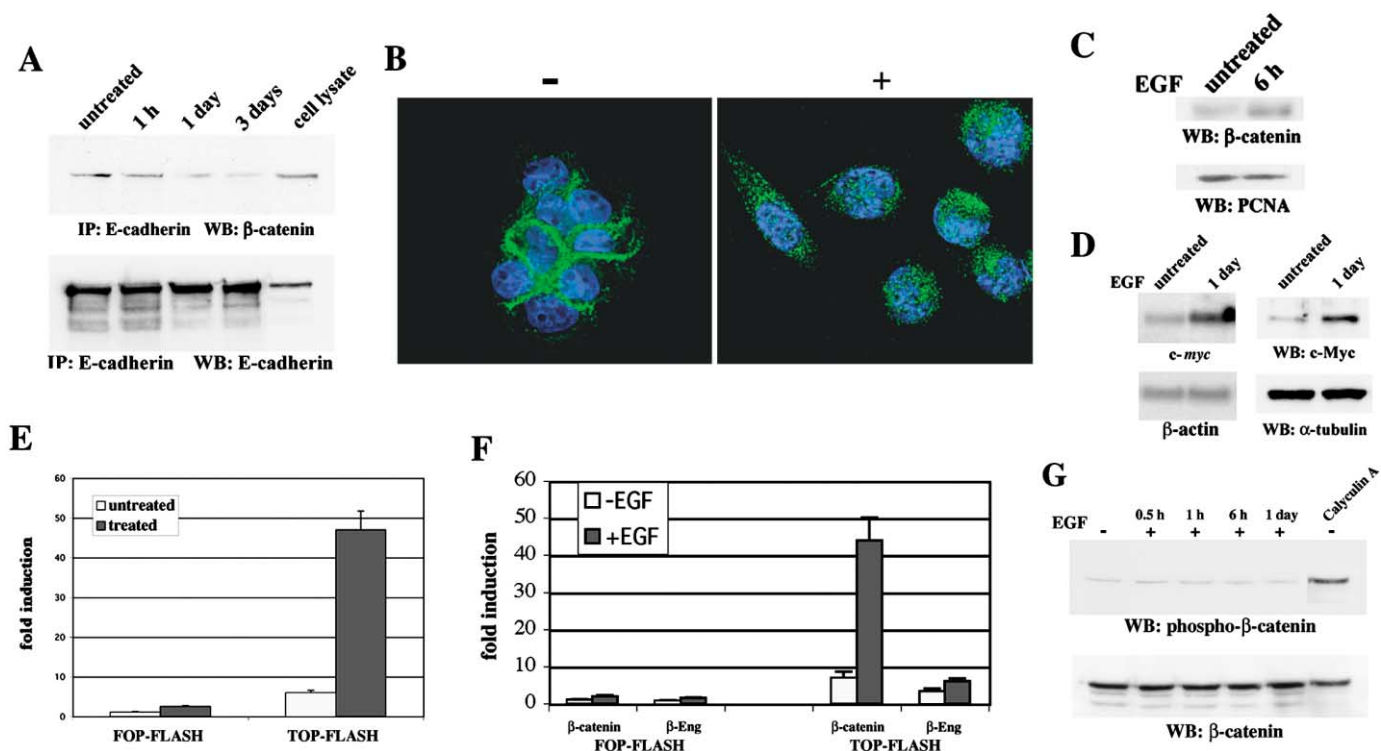 A
untreated
1 h
1 day
3 days
cell lysate
IP: E-cadherin WB: β-catenin
IP: E-cadherin WB: E-cadherin
B
- +
C
EGF untreated 6 h
WB: β-catenin
WB: PCNA
D
EGF untreated 1 day untreated 1 day
c-myc WB: c-Myc
β-actin WB: α-tubulin
E
60
50
40
30
20
10
0
fold induction
untreated
treated
FOP-FLASH TOP-FLASH
F
60
50
40
30
20
10
0
fold induction
-EGF
+EGF
β-catenin β-Eng β-catenin β-Eng
FOP-FLASH TOP-FLASH
G
0.5 h 1 h 6 h 1 day Calyculin A
EGF - + + + + -
WB: phospho-β-catenin
WB: β-catenin